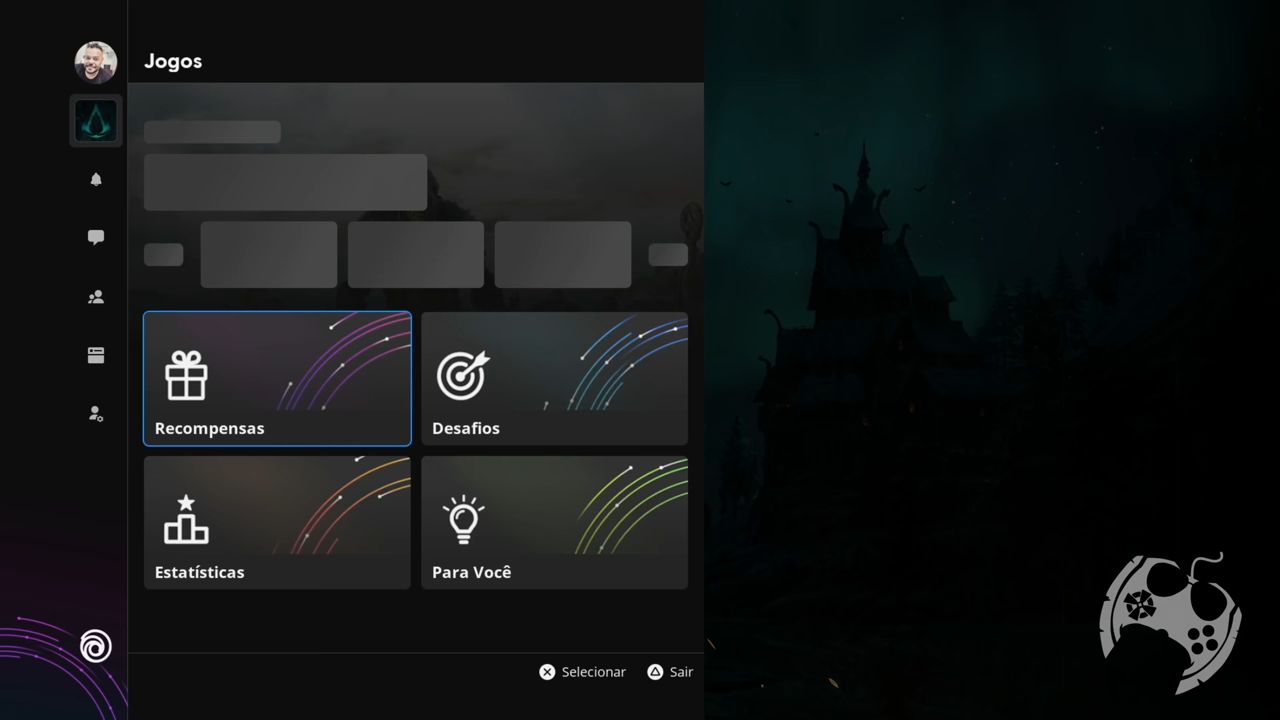 Jogos
Recompensas
Desafios
Estatísticas
Para Você
Selecionar
Sair